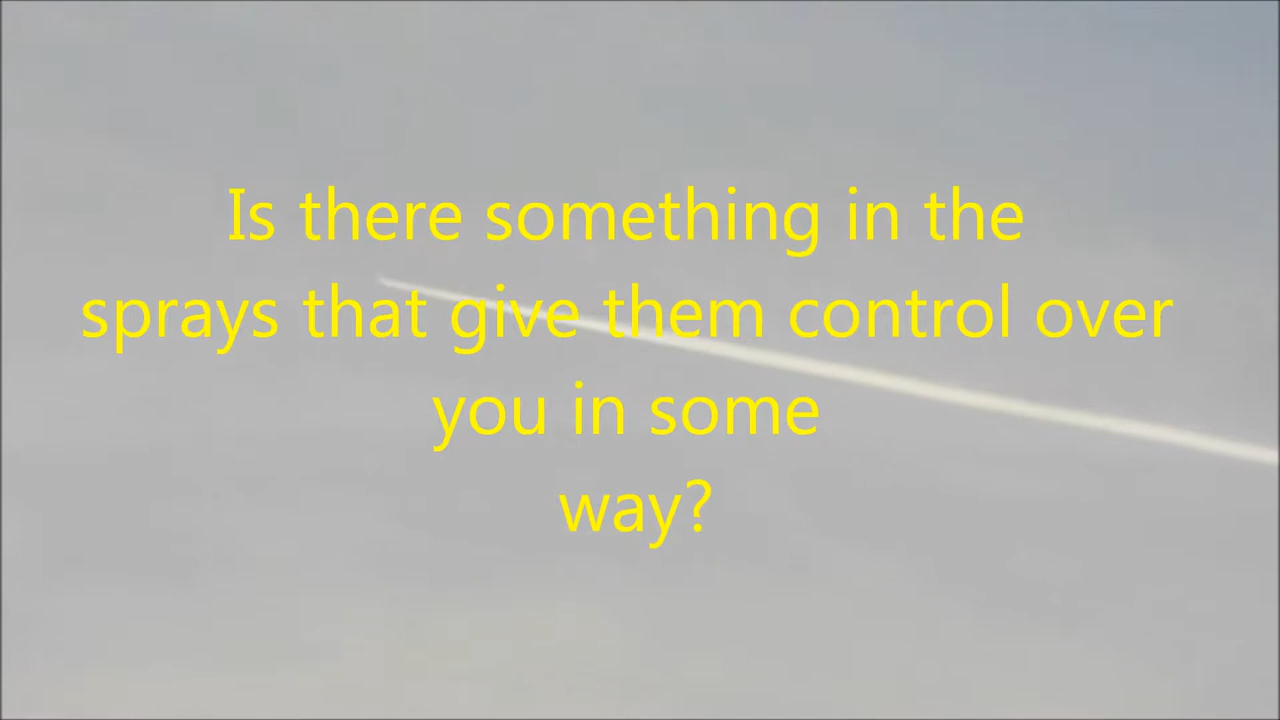 Is there something in the
sprays that give them control over
you in some
way?